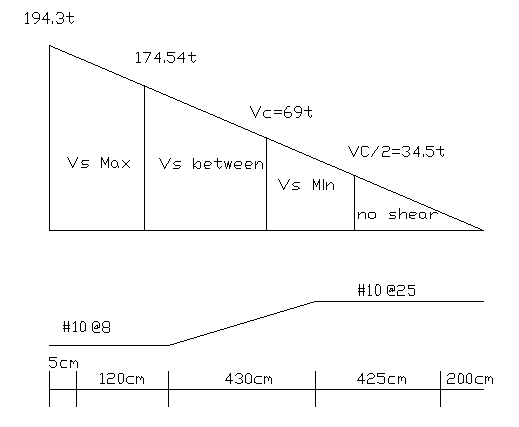 194.3t
174.54t
Vc=69t
VC/2=34.5t
Vs Max
Vs between
Vs MIn
no shear
#10 @25
#10 @8
5cm
120cm
430cm
425cm
200cm